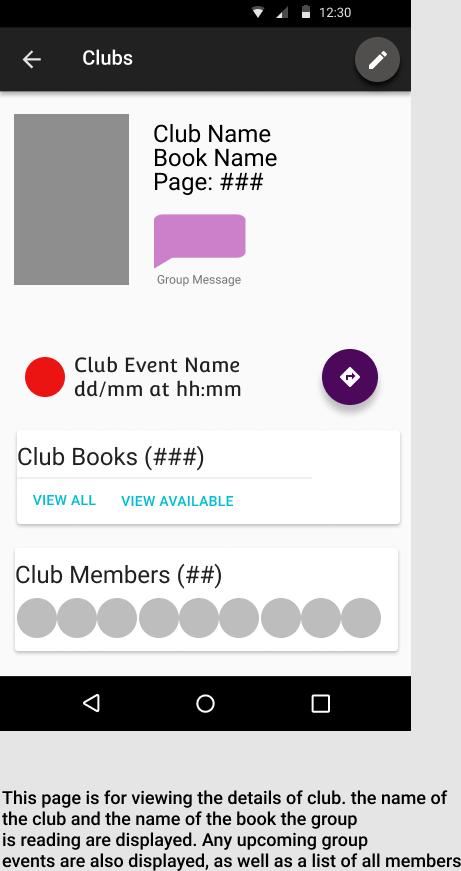 12:30
Clubs
Club Name
Book Name
Page: ###
Group Message
Club Event Name
dd/mm at hh:mm
Club Books (###)
VIEW ALL VIEW AVAILABLE
Club Members (##)
This page is for viewing the details of club. the name of
the club and the name of the book the group
is reading are displayed. Any upcoming group
events are also displayed, as well as a list of all members